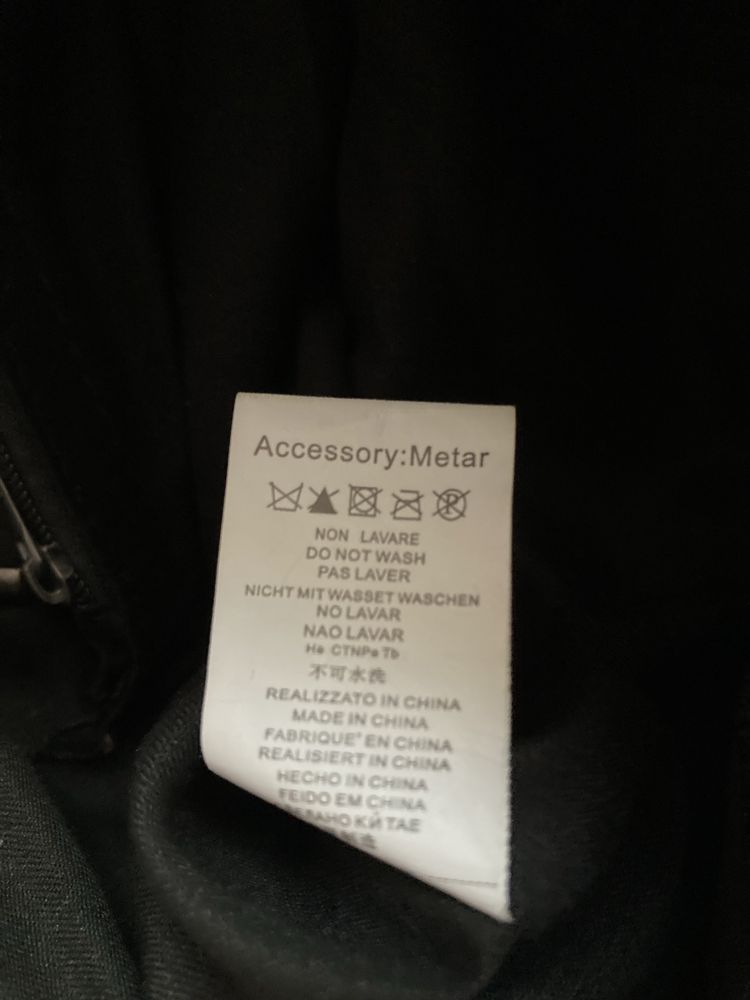 Accessory:Metar
NON LAVARE
DO NOT WASH
PAS LAVER
NICHT MIT WASSET WASCHEN
NO LAVAR
NAO LAVAR
He CTNPaTb
不可水洗
REALIZZATO IN CHINA
MADE IN CHINA
FABRIQUE' EN CHINA
REALISIERT IN CHINA
HECHO IN CHINA
FEIDO EM CHINA
КЙТАЕ